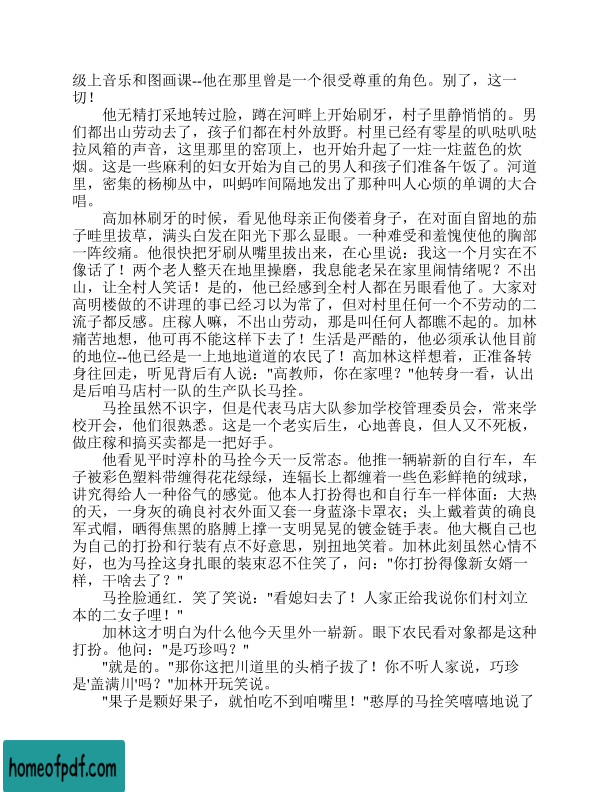 级上音乐和图画课--他在那里曾是一个很受尊重的角色。别了，这一
切！
他无精打采地转过脸，蹲在河畔上开始刷牙，村子里静悄悄的。男
们都出山劳动去了，孩子们都在村外放野。村里已经有零星的叭哒叭哒
拉风箱的声音，这里那里的窑顶上，也开始升起了一炷一炷蓝色的炊
烟。这是一些麻利的妇女开始为自己的男人和孩子们准备午饭了。河道
里，密集的杨柳丛中，叫蚂咋间隔地发出了那种叫人心烦的单调的大合
唱。
高加林刷牙的时候，看见他母亲正佝偻着身子，在对面自留地的茄
子畦里拔草，满头白发在阳光下那么显眼。一种难受和羞愧使他的胸部
一阵绞痛。他很快把牙刷从嘴里拔出来，在心里说：我这一个月实在不
像话了！两个老人整天在地里操磨，我息能老呆在家里闹情绪呢？不出
山，让全村人笑话！是的，他已经感到全村人都在另眼看他了。大家对
高明楼做的不讲理的事已经习以为常了，但对村里任何一个不劳动的二
流子都反感。庄稼人嘛，不出山劳动，那是叫任何人都瞧不起的。加林
痛苦地想，他可再不能这样下去了！生活是严酷的，他必须承认他目前
的地位--他已经是一上地地道道的农民了！高加林这样想着，正准备转
身往回走，听见背后有人说："高教师，你在家哩？"他转身一看，认出
是后咱马店村一队的生产队长马拴。
马拴虽然不识字，但是代表马店大队参加学校管理委员会，常来学
校开会，他们很熟悉。这是一个老实后生，心地善良，但人又不死板，
做庄稼和搞买卖都是一把好手。
他看见平时淳朴的马拴今天一反常态。他推一辆崭新的自行车，车
子被彩色塑料带缠得花花绿绿，连辐长上都缠着一些色彩鲜艳的绒球，
讲究得给人一种俗气的感觉。他本人打扮得也和自行车一样体面：大热
的天，一身灰的确良衬衣外面又套一身蓝涤卡罩衣；头上戴着黄的确良
军式帽，晒得焦黑的胳膊上撑一支明晃晃的镀金链手表。他大概自己也
为自己的打扮和行装有点不好意思，别扭地笑着。加林此刻虽然心情不
好，也为马拴这身扎眼的装束忍不住笑了，问："你打扮得像新女婿一
样，干啥去了？"
马拴脸通红．笑了笑说："看媳妇去了！人家正给我说你们村刘立
本的二女子哩！"
加林这才明白为什么他今天里外一崭新。眼下农民看对象都是这种
打扮。他问："是巧珍吗？"
"就是的。"那你这把川道里的头梢子拔了！你不听人家说，巧珍
是'盖满川'吗？"加林开玩笑说。
"果子是颗好果子，就怕吃不到咱嘴里！"憨厚的马拴笑嘻嘻地说了
homeofpdf.com